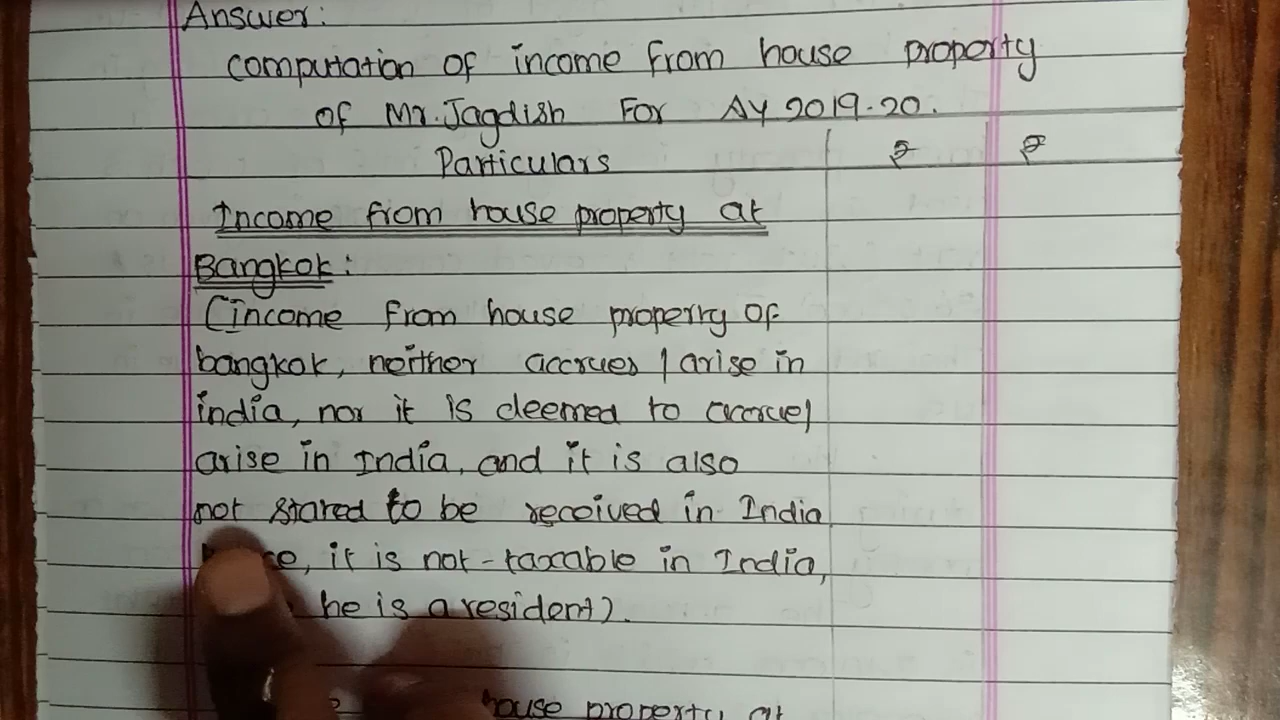 Answer:
computation of income from house property
of Mr. Jagdish For AY 2019-20.
Particulars ₹ ₹
Income from house property at
Bangkok:
(income from house property of
bangkok, neither accrues / arise in
india, nor it is deemed to accrue/
arise in India, and it is also
not stared to be received in India
it is not-taxable in India,
he is a resident).
house property at